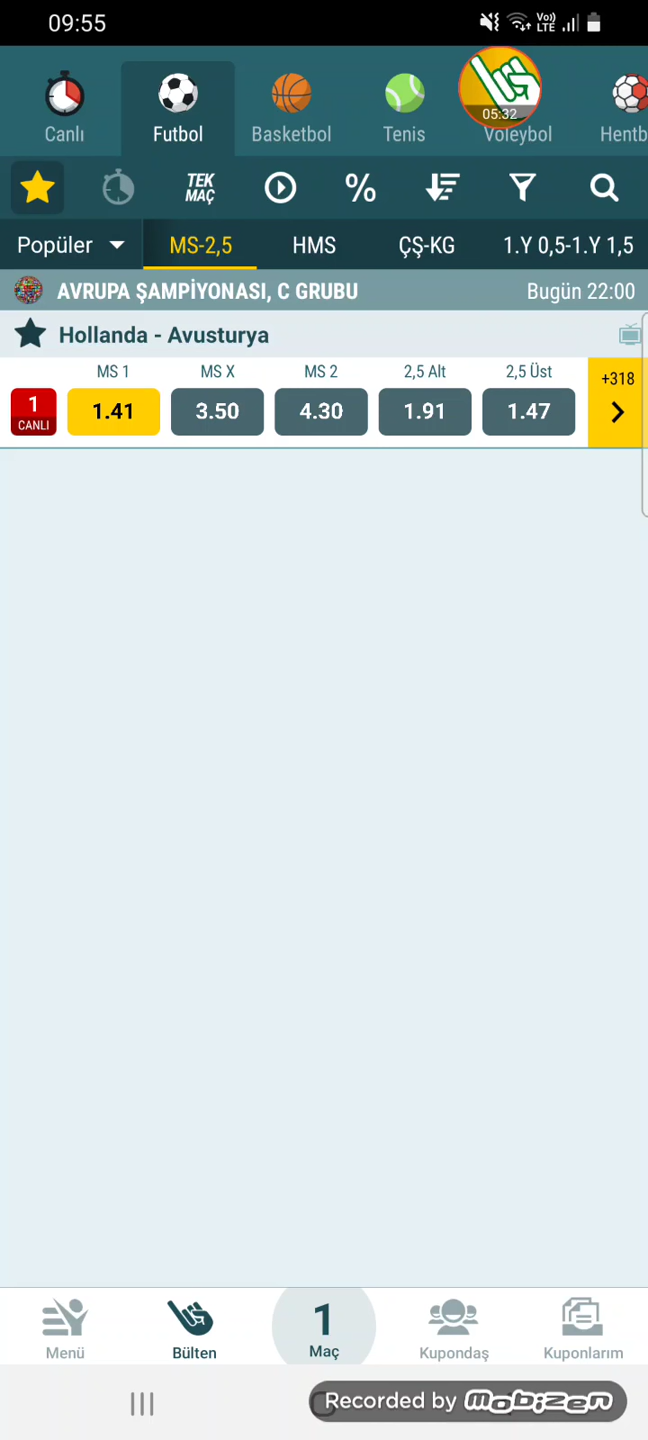 09:55
Vo))
LTE
05:32
Canlı Futbol Basketbol Tenis Voleybol Hentb
TEK
MAÇ
%
Popüler MS-2,5 HMS ÇŞ-KG 1.Y 0,5-1.Y 1,5
AVRUPA ŞAMPİYONASI, C GRUBU Bugün 22:00
Hollanda - Avusturya
MS 1 MS X MS 2 2,5 Alt 2,5 Üst +318
1 1.41 3.50 4.30 1.91 1.47
CANLI
1
Menü Bülten Maç Kupondaş Kuponlarım
Recorded by mobizen